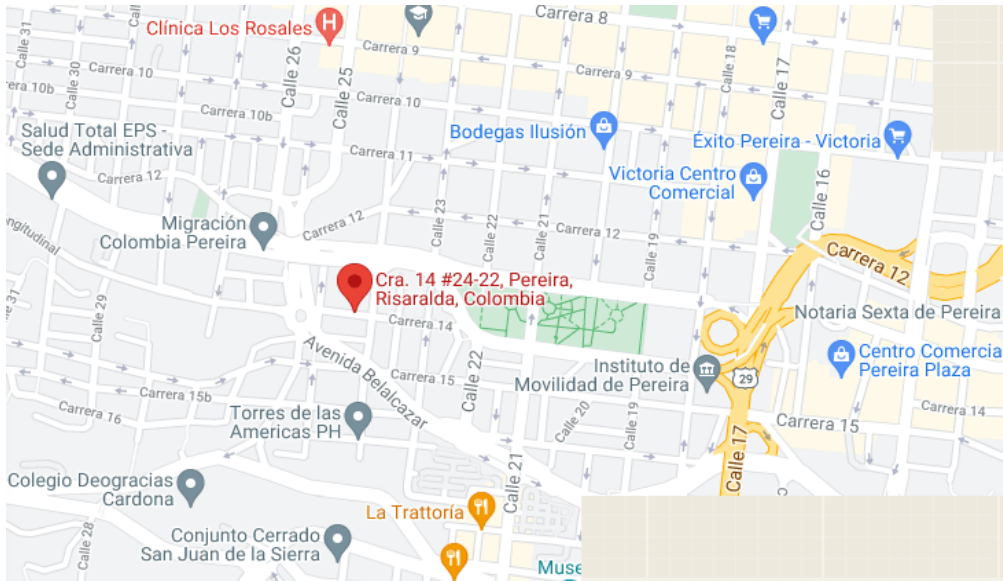 Carrera 8
Clínica Los Rosales
Calle 31
Calle 26
Carrera 9
Calle 18
Calle 17
Calle 30
Carrera 10
Calle 25
Carrera 9
Carrera 10
Carrera 10b
Bodegas Ilusión
Salud Total EPS -
Sede Administrativa
Éxito Pereira - Victoria
Carrera 11
Victoria Centro
Comercial
Carrera 12
Calle 16
Migración
Colombia Pereira
Carrera 12
Calle 23
Calle 22
Calle 21
Carrera 12
Calle 19
Longitudinal
Carrera 12
Cra. 14 #24-22, Pereira,
Risaralda, Colombia
Calle 29
Notaria Sexta de Pereira
Carrera 14
Avenida Belalcazar
Instituto de
Movilidad de Pereira
29
Centro Comercia
Pereira Plaza
Carrera 15
Calle 22
Carrera 15b
Carrera 16
Torres de las
Americas PH
Calle 20
Calle 19
Carrera 14
Carrera 15
Calle 17
Calle 21
Colegio Deogracias
Cardona
La Trattoría
Calle 28
Conjunto Cerrado
San Juan de la Sierra
Muse